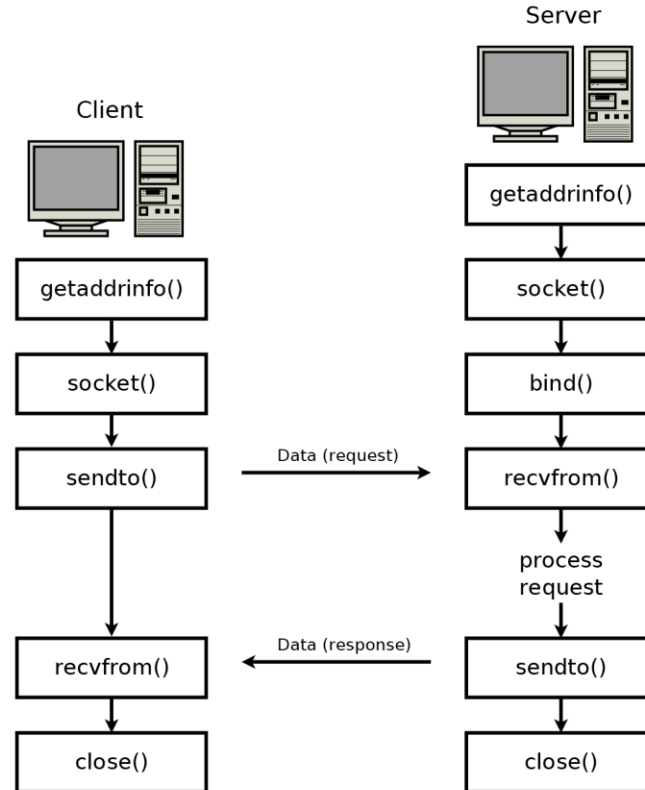 Server
Client
getaddrinfo()
getaddrinfo()
socket()
socket()
bind()
sendto()
Data (request)
recvfrom()
process
request
recvfrom()
Data (response)
sendto()
close()
close()